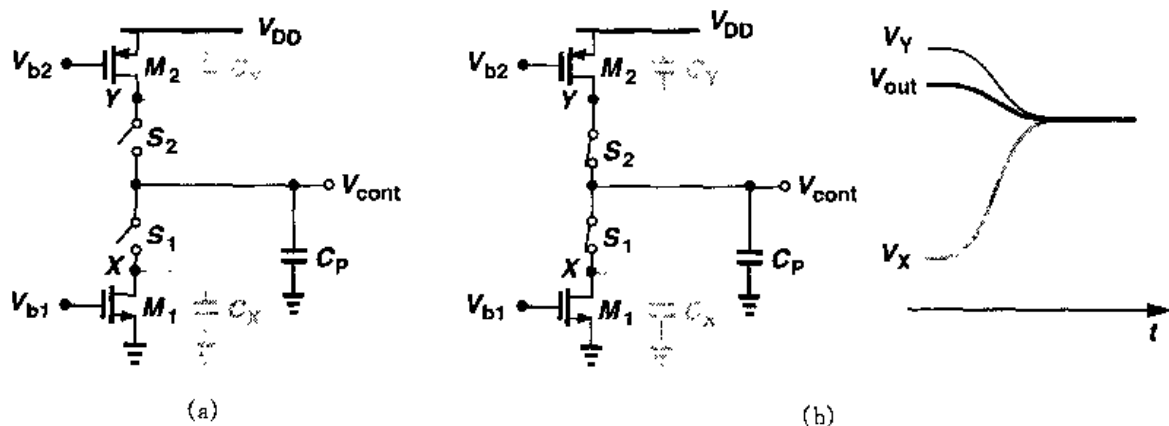 V_DD
V_b2
M_2
C_Y
Y
S_2
V_cont
S_1
X
C_P
V_b1
M_1
C_X
(a)
V_DD
V_b2
M_2
C_Y
Y
S_2
V_cont
S_1
X
C_P
V_b1
M_1
C_X
V_Y
V_out
V_X
t
(b)